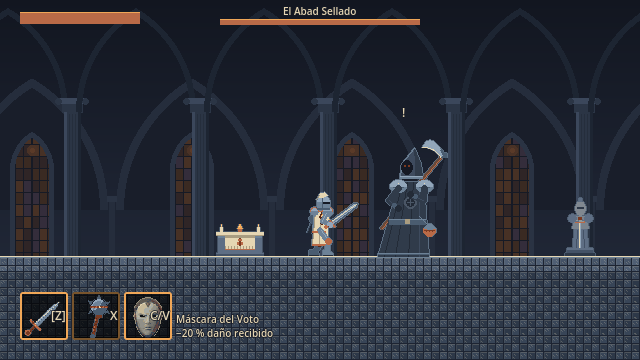 El Abad Sellado
!
[Z]
X
C/V
Máscara del Voto
−20 % daño recibido